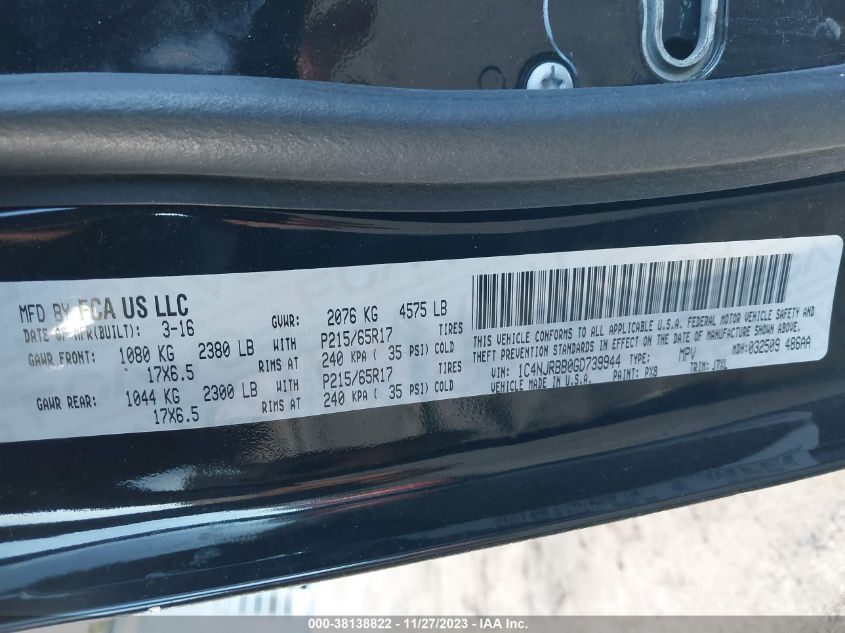 MFD BY FCA US LLC
DATE OF MFR(BUILT): 3-16
GVWR: 2076 KG 4575 LB
GAWR FRONT: 1080 KG 2380 LB WITH P215/65R17 TIRES
17X6.5 RIMS AT 240 KPA ( 35 PSI) COLD
GAWR REAR: 1044 KG 2300 LB WITH P215/65R17 TIRES
17X6.5 RIMS AT 240 KPA ( 35 PSI) COLD
THIS VEHICLE CONFORMS TO ALL APPLICABLE U.S.A. FEDERAL MOTOR VEHICLE SAFETY AND
THEFT PREVENTION STANDARDS IN EFFECT ON THE DATE OF MANUFACTURE SHOWN ABOVE.
VIN: 1C4NJRBB0GD739944 TYPE: MPV MDH: 032509 486AA
VEHICLE MADE IN U.S.A. PAINT: PX8 TRIM: J7XL
000-38138822 - 11/27/2023 - IAA Inc.